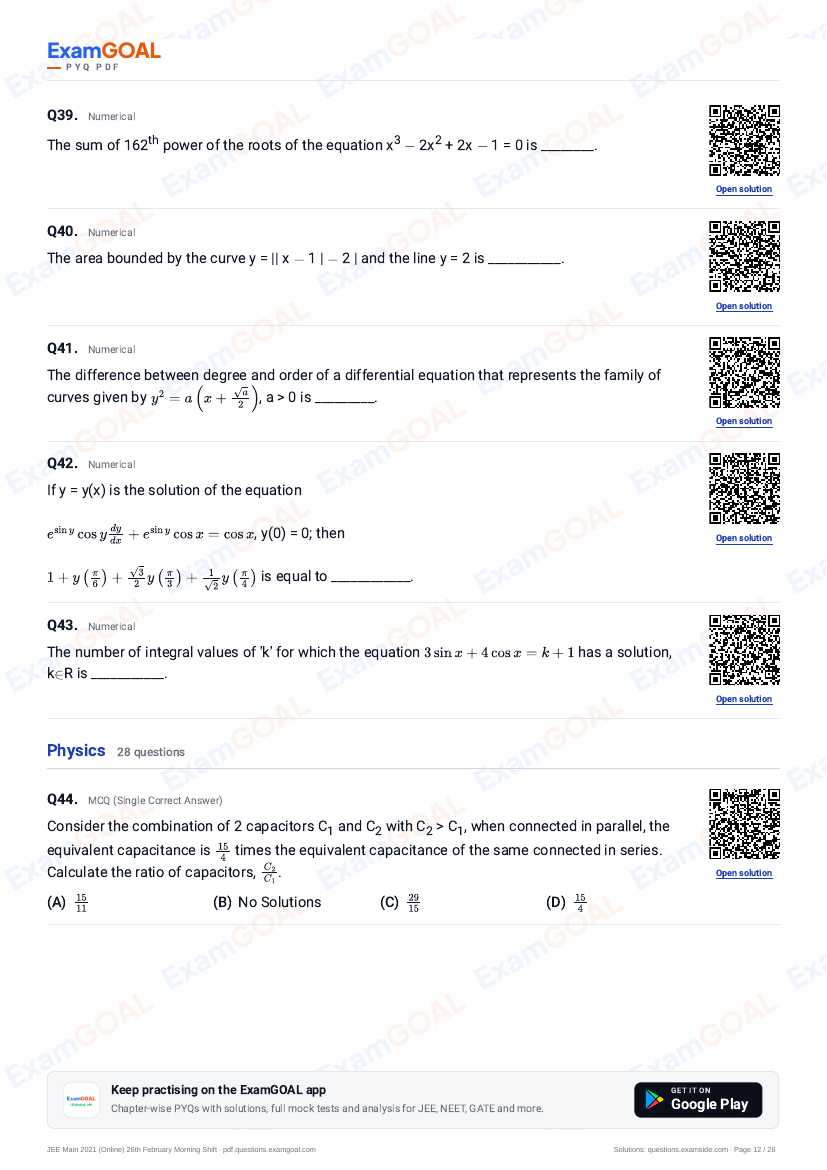 ExamGOAL
PYQ PDF
Q39. Numerical
The sum of 162th power of the roots of the equation x³ − 2x² + 2x − 1 = 0 is ________.
Open solution
Q40. Numerical
The area bounded by the curve y = || x − 1 | − 2 | and the line y = 2 is ___________.
Open solution
Q41. Numerical
The difference between degree and order of a differential equation that represents the family of
curves given by y² = a (x + √a/2), a > 0 is _________.
Open solution
Q42. Numerical
If y = y(x) is the solution of the equation
e^{sin y} cos y dy/dx + e^{sin y} cos x = cos x, y(0) = 0; then
1 + y (π/6) + √3/2 y (π/3) + 1/√2 y (π/4) is equal to ____________.
Open solution
Q43. Numerical
The number of integral values of 'k' for which the equation 3 sin x + 4 cos x = k + 1 has a solution,
k∈R is ___________.
Open solution
Physics 28 questions
Q44. MCQ (Single Correct Answer)
Consider the combination of 2 capacitors C₁ and C₂ with C₂ > C₁, when connected in parallel, the
equivalent capacitance is 15/4 times the equivalent capacitance of the same connected in series.
Calculate the ratio of capacitors, C₂/C₁.
Open solution
(A) 15/11 (B) No Solutions (C) 29/15 (D) 15/4
ExamGOAL
Keep practising on the ExamGOAL app
Chapter-wise PYQs with solutions, full mock tests and analysis for JEE, NEET, GATE and more.
GET IT ON
Google Play
JEE Main 2021 (Online) 26th February Morning Shift · pdf.questions.examgoal.com
Solutions: questions.examside.com · Page 12 / 26